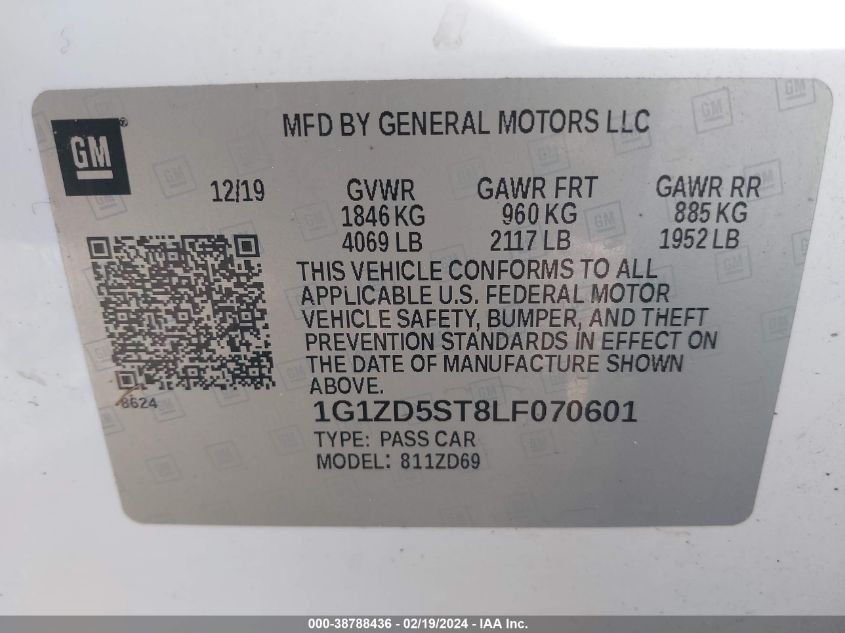 GM®
MFD BY GENERAL MOTORS LLC
12/19 GVWR GAWR FRT GAWR RR
1846 KG 960 KG 885 KG
4069 LB 2117 LB 1952 LB
THIS VEHICLE CONFORMS TO ALL
APPLICABLE U.S. FEDERAL MOTOR
VEHICLE SAFETY, BUMPER, AND THEFT
PREVENTION STANDARDS IN EFFECT ON
THE DATE OF MANUFACTURE SHOWN
ABOVE.
8624
1G1ZD5ST8LF070601
TYPE: PASS CAR
MODEL: 811ZD69
000-38788436 - 02/19/2024 - IAA Inc.